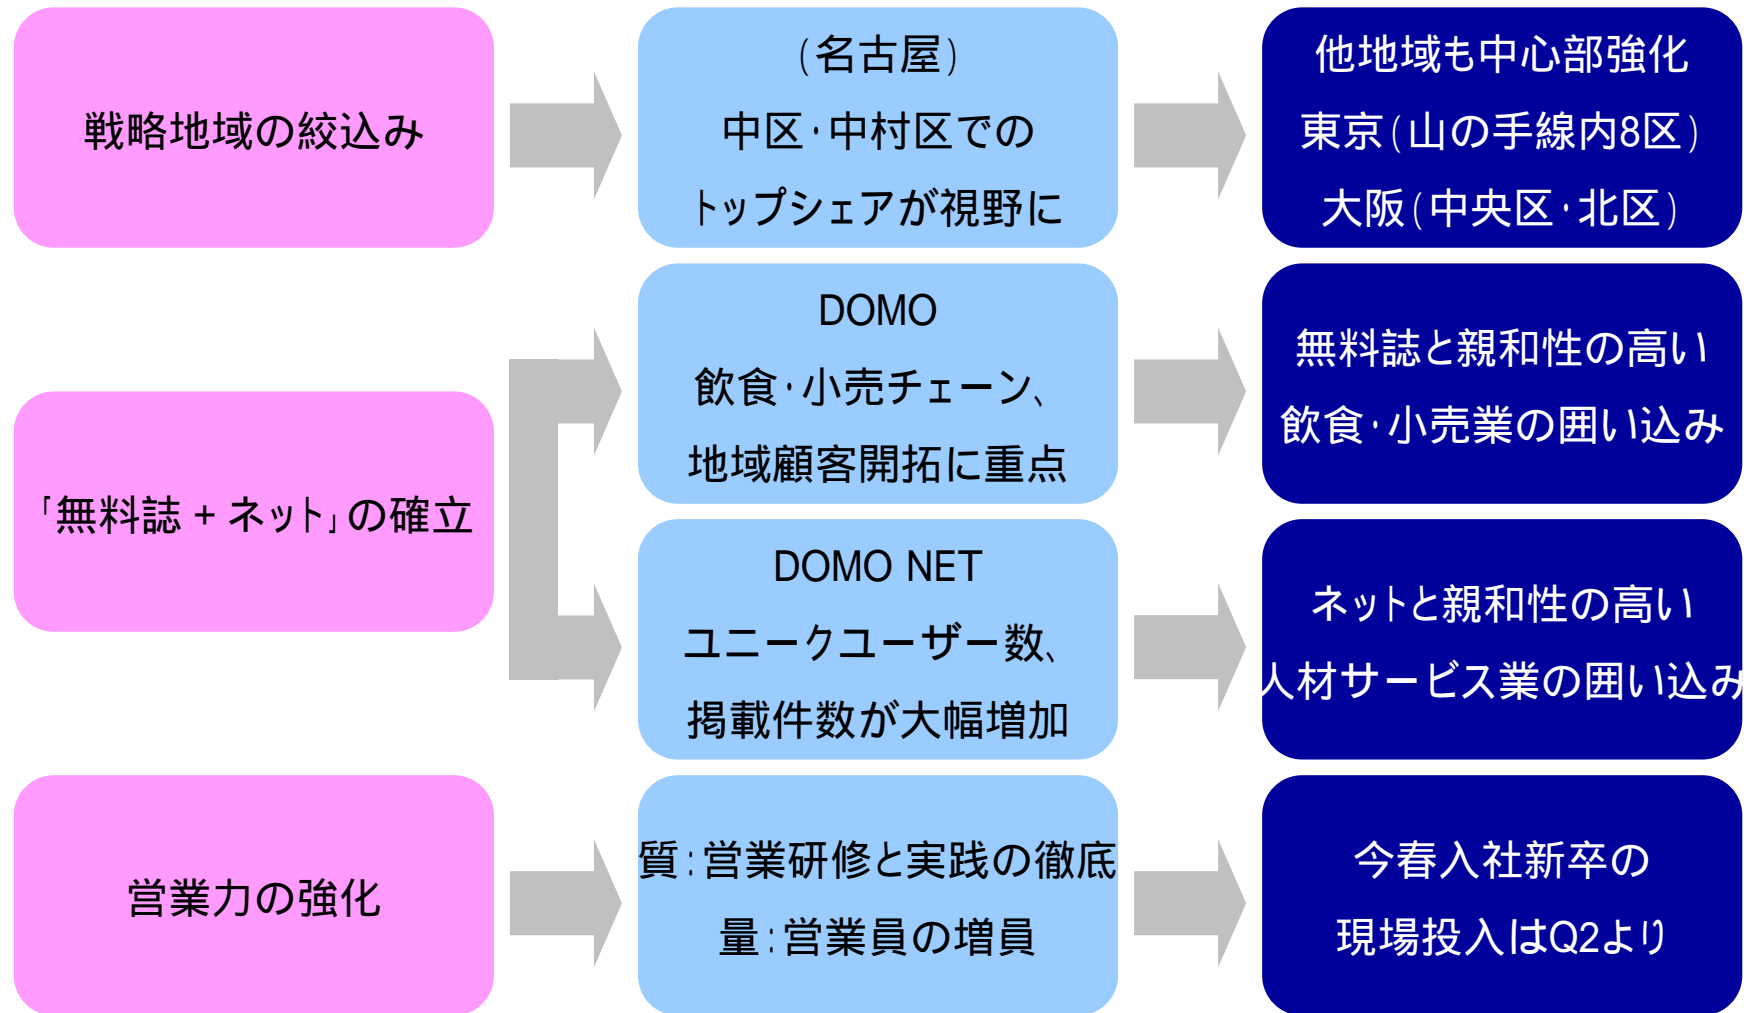 戦略地域の絞込み
(名古屋)
中区・中村区での
トップシェアが視野に
他地域も中心部強化
東京(山の手線内8区)
大阪(中央区・北区)
「無料誌+ネット」の確立
DOMO
飲食・小売チェーン、
地域顧客開拓に重点
無料誌と親和性の高い
飲食・小売業の囲い込み
DOMO NET
ユニークユーザー数、
掲載件数が大幅増加
ネットと親和性の高い
人材サービス業の囲い込み
営業力の強化
質:営業研修と実践の徹底
量:営業員の増員
今春入社新卒の
現場投入はQ2より